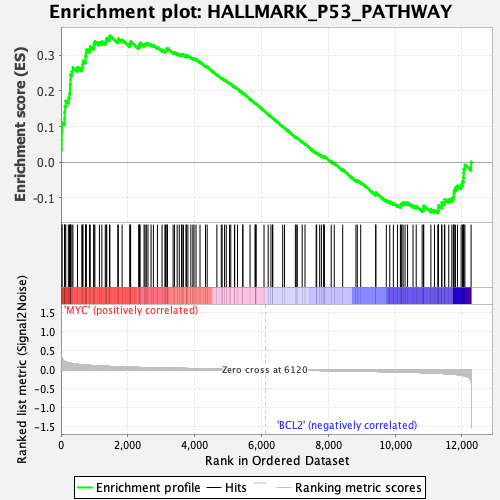 Enrichment plot: HALLMARK_P53_PATHWAY
Enrichment score (ES)
0.3
0.2
0.1
0.0
-0.1
'MYC' (positively correlated)
Ranked list metric (Signal2Noise)
1.5
1.0
0.5
0.0
-0.5
-1.0
-1.5
Zero cross at 6120
'BCL2' (negatively correlated)
0
2,000
4,000
6,000
8,000
10,000
12,000
Rank in Ordered Dataset
Enrichment profile
Hits
Ranking metric scores